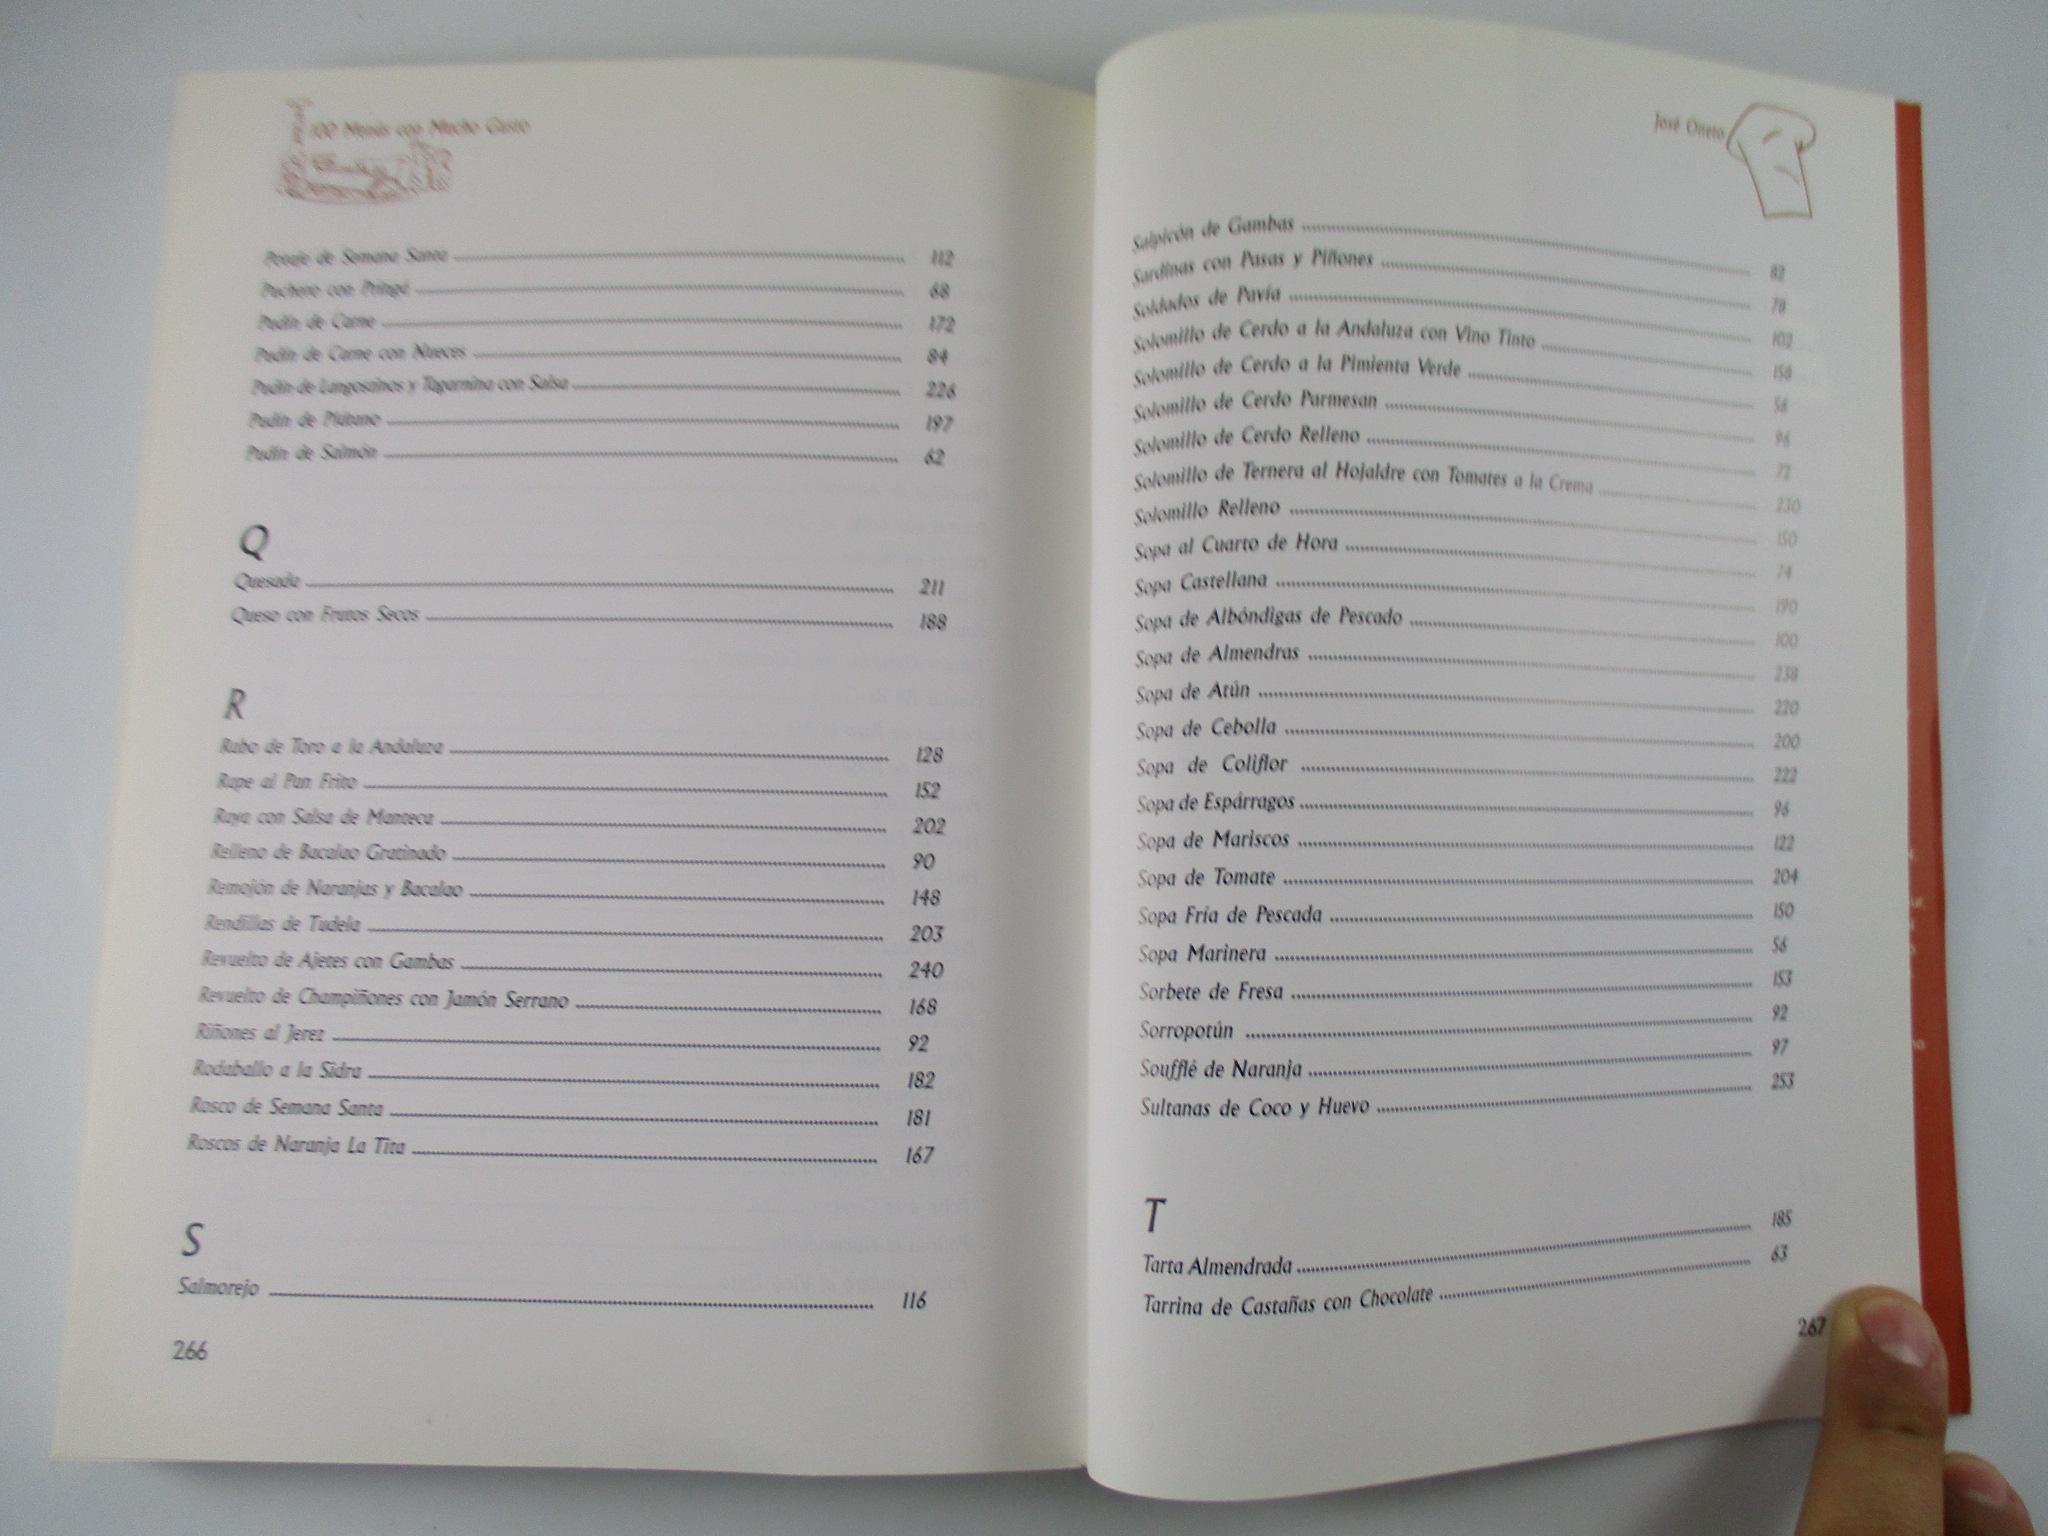 100 Menús con Mucho Gusto
Potaje de Semana Santa 112
Puchero con Pringá 68
Pudín de Carne 172
Pudín de Carne con Nueces 84
Pudín de Langostinos y Tagarnina con Salsa 226
Pudín de Plátano 197
Pudín de Salmón 62
Q
Quesada 211
Queso con Frutos Secos 188
R
Rabo de Toro a la Andaluza 128
Rape al Pan Frito 152
Raya con Salsa de Manteca 202
Relleno de Bacalao Gratinado 90
Remojón de Naranjas y Bacalao 148
Rendillas de Tudela 203
Revuelto de Ajetes con Gambas 240
Revuelto de Champiñones con Jamón Serrano 168
Riñones al Jerez 92
Rodaballo a la Sidra 182
Rosco de Semana Santa 181
Roscos de Naranja La Tita 167
S
Salmorejo 116
266
José Oneto
Salpicón de Gambas 82
Sardinas con Pasas y Piñones 78
Soldados de Pavía 102
Solomillo de Cerdo a la Andaluza con Vino Tinto 158
Solomillo de Cerdo a la Pimienta Verde 56
Solomillo de Cerdo Parmesan 96
Solomillo de Cerdo Relleno 72
Solomillo de Ternera al Hojaldre con Tomates a la Crema 230
Solomillo Relleno 150
Sopa al Cuarto de Hora 74
Sopa Castellana 190
Sopa de Albóndigas de Pescado 100
Sopa de Almendras 238
Sopa de Atún 220
Sopa de Cebolla 200
Sopa de Coliflor 222
Sopa de Espárragos 96
Sopa de Mariscos 122
Sopa de Tomate 204
Sopa Fría de Pescada 150
Sopa Marinera 56
Sorbete de Fresa 153
Sorropotún 92
Soufflé de Naranja 97
Sultanas de Coco y Huevo 253
T
Tarta Almendrada 185
Tarrina de Castañas con Chocolate 63
267